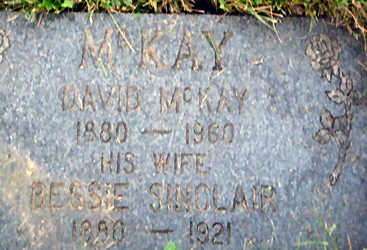 McKAY
DAVID McKAY
1880 — 1960
HIS WIFE
BESSIE SINCLAIR
1880 — 1921